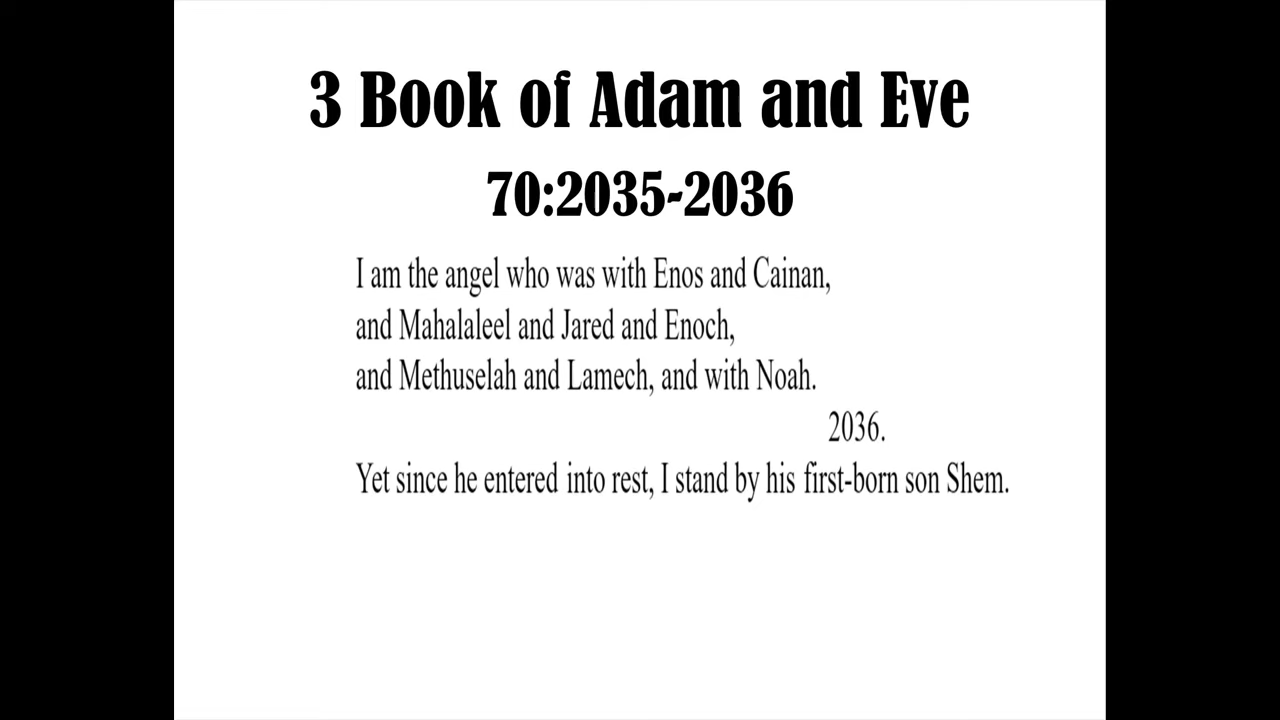 3 Book of Adam and Eve
70:2035-2036
I am the angel who was with Enos and Cainan,
and Mahalaleel and Jared and Enoch,
and Methuselah and Lamech, and with Noah.
2036.
Yet since he entered into rest, I stand by his first-born son Shem.